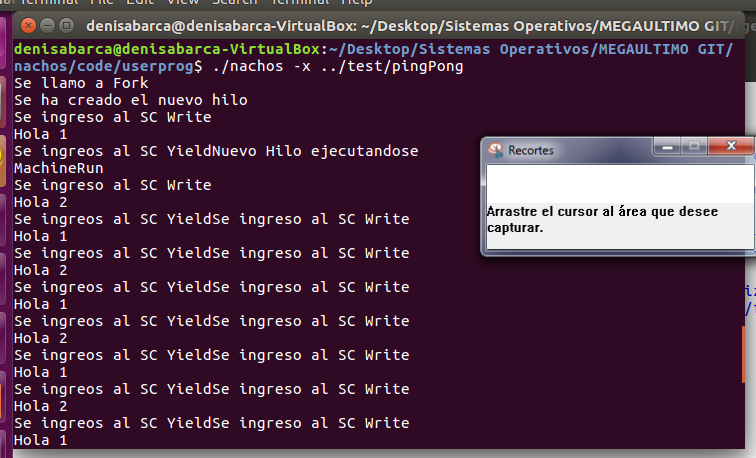 Terminal File Edit View Search Terminal Help
denisabarca@denisabarca-VirtualBox: ~/Desktop/Sistemas Operativos/MEGAULTIMO GIT/
denisabarca@denisabarca-VirtualBox:~/Desktop/Sistemas Operativos/MEGAULTIMO GIT/
nachos/code/userprog$ ./nachos -x ../test/pingPong
Se llamo a Fork
Se ha creado el nuevo hilo
Se ingreso al SC Write
Hola 1
Se ingreos al SC YieldNuevo Hilo ejecutandose
MachineRun
Se ingreso al SC Write
Hola 2
Se ingreos al SC YieldSe ingreso al SC Write
Hola 1
Se ingreos al SC YieldSe ingreso al SC Write
Hola 2
Se ingreos al SC YieldSe ingreso al SC Write
Hola 1
Se ingreos al SC YieldSe ingreso al SC Write
Hola 2
Se ingreos al SC YieldSe ingreso al SC Write
Hola 1
Se ingreos al SC YieldSe ingreso al SC Write
Hola 2
Se ingreos al SC YieldSe ingreso al SC Write
Hola 1
Recortes
Arrastre el cursor al área que desee
capturar.